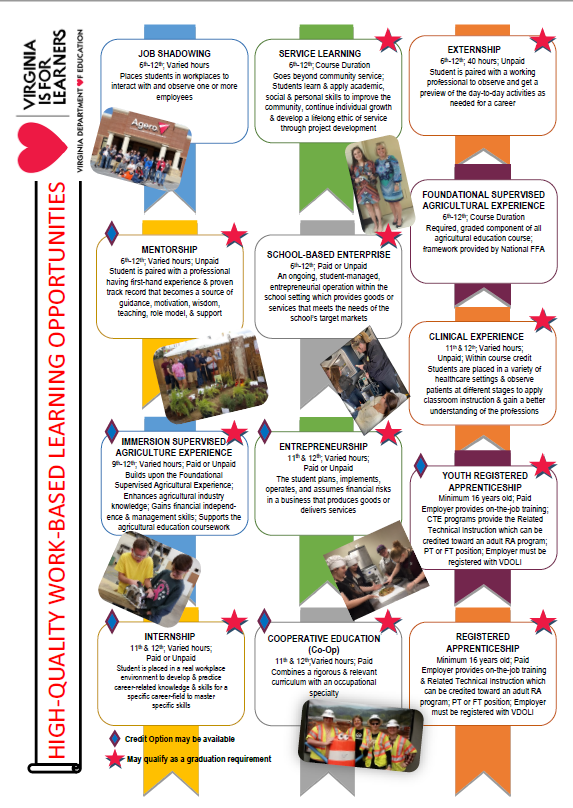 VIRGINIA
IS FOR
LEARNERS
VIRGINIA DEPARTMENT OF EDUCATION
HIGH-QUALITY WORK-BASED LEARNING OPPORTUNITIES
JOB SHADOWING
6th-12th; Varied hours
Places students in workplaces to
interact with and observe one or more
employees
Agero
SERVICE LEARNING
6th-12th; Course Duration
Goes beyond community service;
Students learn & apply academic,
social & personal skills to improve the
community, continue individual growth
& develop a lifelong ethic of service
through project development
EXTERNSHIP
6th-12th; 40 hours; Unpaid
Student is paired with a working
professional to observe and get a
preview of the day-to-day activities as
needed for a career
FOUNDATIONAL SUPERVISED
AGRICULTURAL EXPERIENCE
6th-12th; Course Duration
Required, graded component of all
agricultural education course;
framework provided by National FFA
MENTORSHIP
6th-12th; Varied hours; Unpaid
Student is paired with a professional
having first-hand experience & proven
track record that becomes a source of
guidance, motivation, wisdom,
teaching, role model, & support
SCHOOL-BASED ENTERPRISE
6th-12th; Paid or Unpaid
An ongoing, student-managed,
entrepreneurial operation within the
school setting which provides goods or
services that meets the needs of the
school's target markets
CLINICAL EXPERIENCE
11th & 12th; Varied hours;
Unpaid; Within course credit
Students are placed in a variety of
healthcare settings & observe
patients at different stages to apply
classroom instruction & gain a better
understanding of the professions
IMMERSION SUPERVISED
AGRICULTURE EXPERIENCE
9th-12th; Varied hours; Paid or Unpaid
Builds upon the Foundational
Supervised Agricultural Experience;
Enhances agricultural industry
knowledge; Gains financial independ-
ence & management skills; Supports the
agricultural education coursework
ENTREPRENEURSHIP
11th & 12th; Varied hours;
Paid or Unpaid
The student plans, implements,
operates, and assumes financial risks
in a business that produces goods or
delivers services
YOUTH REGISTERED
APPRENTICESHIP
Minimum 16 years old; Paid
Employer provides on-the-job training;
CTE programs provide the Related
Technical Instruction which can be
credited toward an adult RA program;
PT or FT position; Employer must be
registered with VDOLI
INTERNSHIP
11th & 12th; Varied hours;
Paid or Unpaid
Student is placed in a real workplace
environment to develop & practice
career-related knowledge & skills for a
specific career-field to master
specific skills
COOPERATIVE EDUCATION
(Co-Op)
11th & 12th;Varied hours; Paid
Combines a rigorous & relevant
curriculum with an occupational
specialty
REGISTERED
APPRENTICESHIP
Minimum 16 years old; Paid
Employer provides on-the-job training
& Related Technical Instruction which
can be credited toward an adult RA
program; PT or FT position; Employer
must be registered with VDOLI
Credit Option may be available
May qualify as a graduation requirement